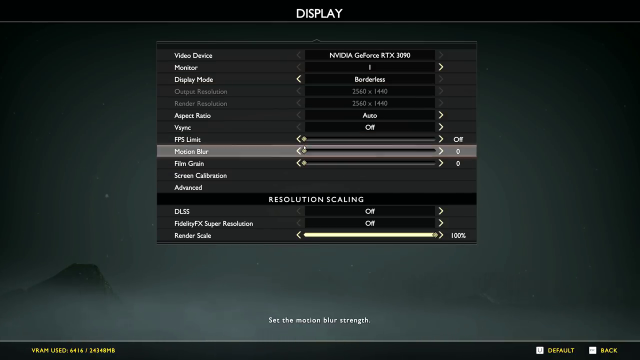 DISPLAY
Video Device NVIDIA GeForce RTX 3090
Monitor 1
Display Mode Borderless
Output Resolution 2560 x 1440
Render Resolution 2560 x 1440
Aspect Ratio Auto
Vsync Off
FPS Limit Off
Motion Blur 0
Film Grain 0
Screen Calibration
Advanced
RESOLUTION SCALING
DLSS Off
FidelityFX Super Resolution Off
Render Scale 100%
Set the motion blur strength.
VRAM USED: 6416 / 24348MB U DEFAULT BACK